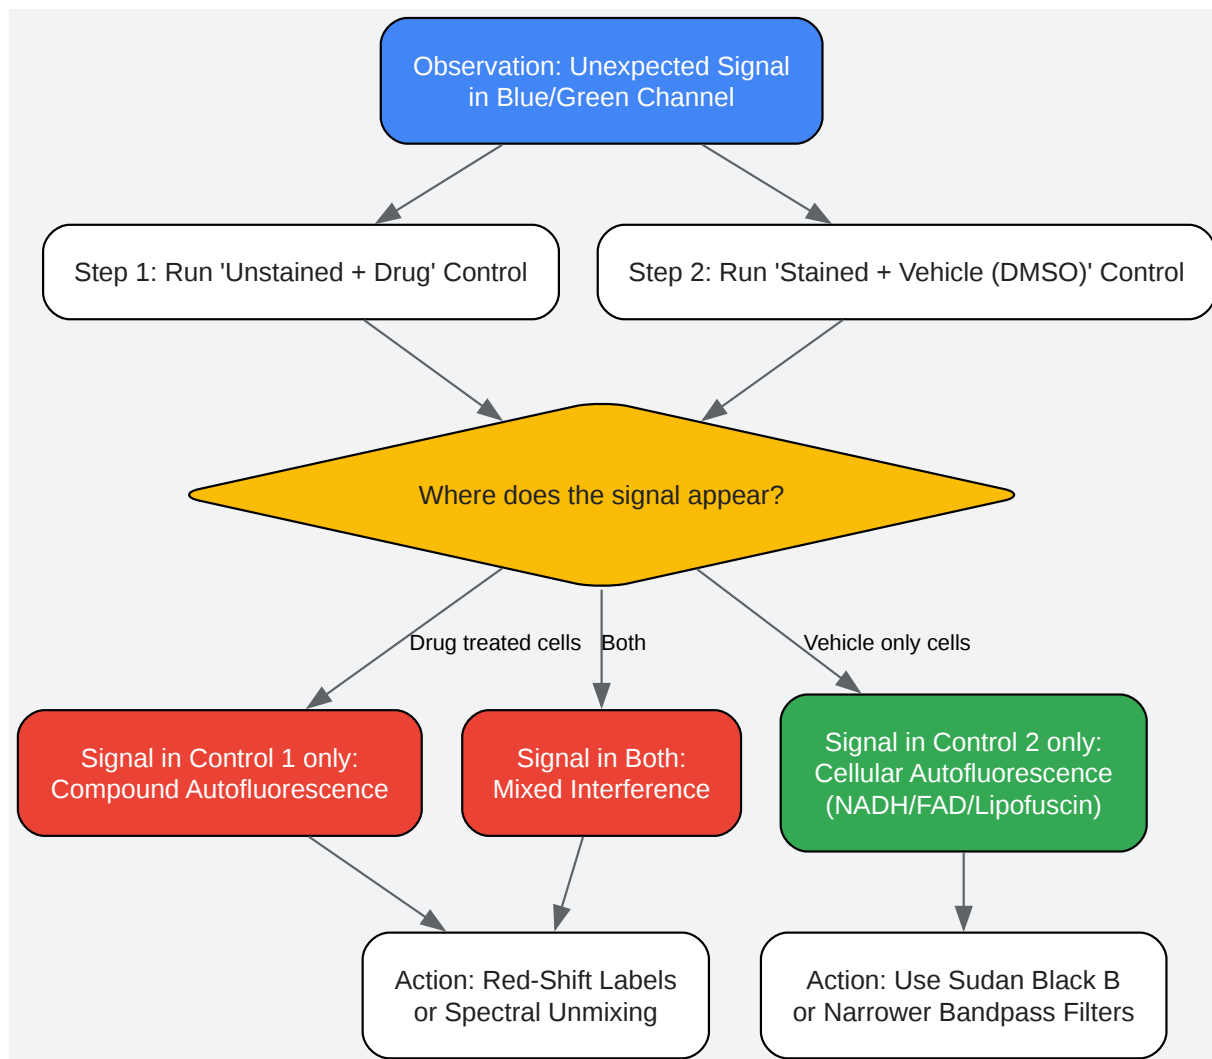 Observation: Unexpected Signal
in Blue/Green Channel
Step 1: Run 'Unstained + Drug' Control
Step 2: Run 'Stained + Vehicle (DMSO)' Control
Where does the signal appear?
Drug treated cells
Both
Vehicle only cells
Signal in Control 1 only:
Compound Autofluorescence
Signal in Both:
Mixed Interference
Signal in Control 2 only:
Cellular Autofluorescence
(NADH/FAD/Lipofuscin)
Action: Red-Shift Labels
or Spectral Unmixing
Action: Use Sudan Black B
or Narrower Bandpass Filters